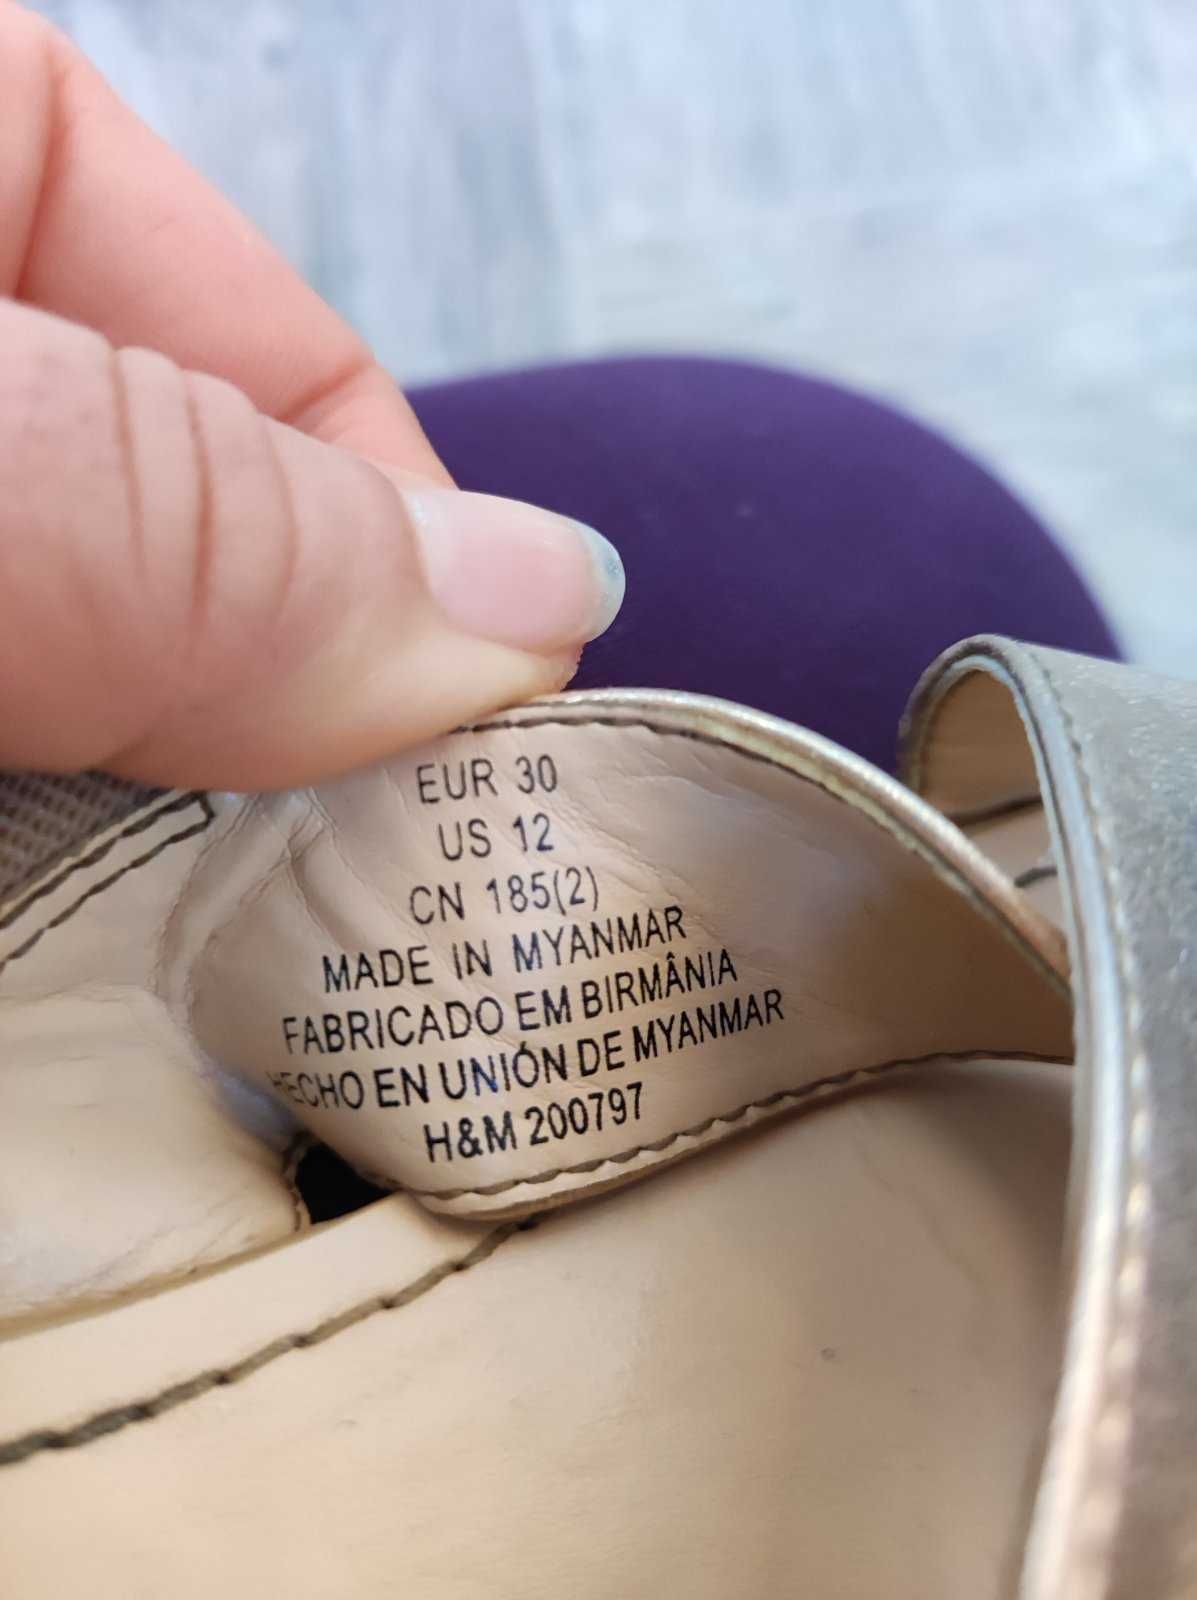 EUR 30
US 12
CN 185(2)
MADE IN MYANMAR
FABRICADO EM BIRMÂNIA
HECHO EN UNIÓN DE MYANMAR
H&M 200797